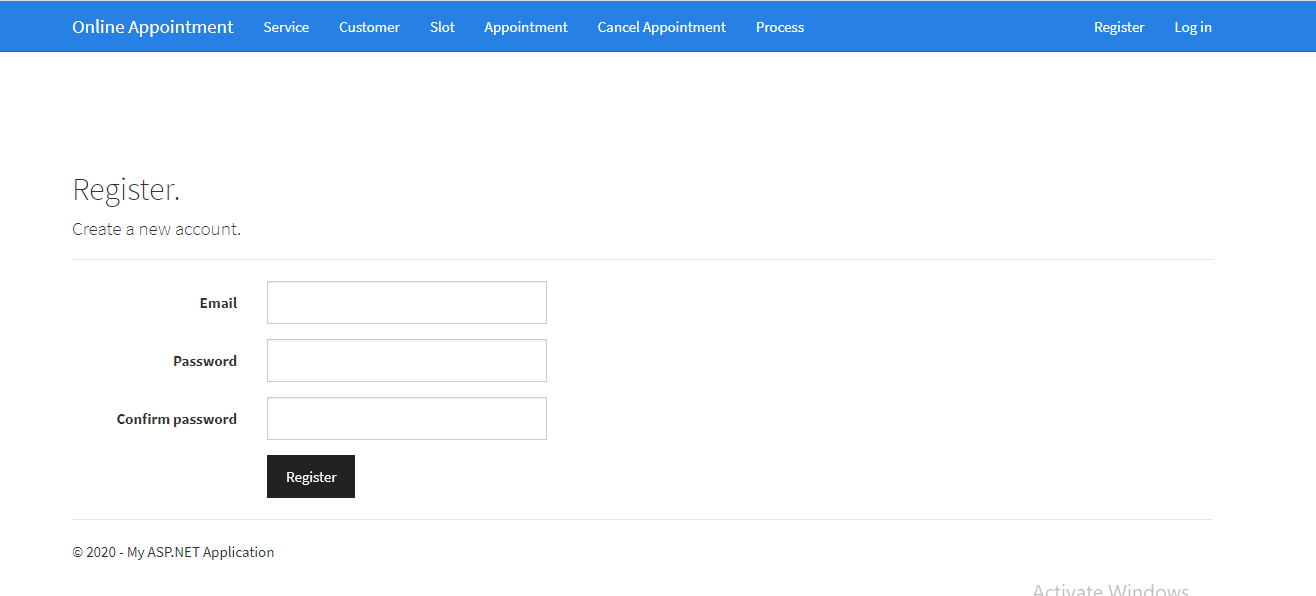 Online Appointment Service Customer Slot Appointment Cancel Appointment Process Register Log in
Register.
Create a new account.
Email
Password
Confirm password
Register
© 2020 - My ASP.NET Application
Activate Windows